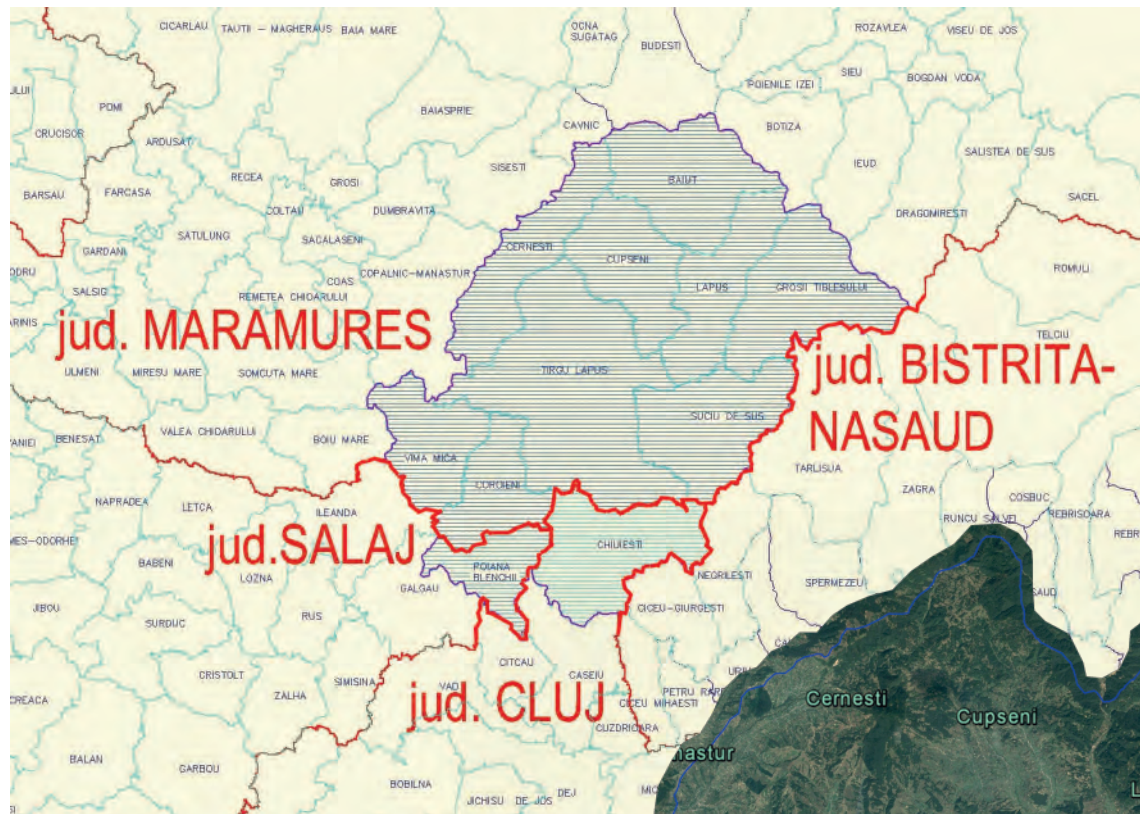 CICARLAU
TAUTII - MAGHERAUS
BAIA MARE
OCNA
SUGATAG
BUDESTI
ROZAVLEA
VISEU DE JOS
SIEU
BOGDAN VODA
POIENILE IZEI
POMI
CRUCISOR
ARDUSAT
BAIASPRIE
CAVNIC
BOTIZA
IEUD
SALISTEA DE SUS
SISESTI
BARSAU
FARCASA
RECEA
GROSI
BAIUT
SACEL
COLTAU
DUMBRAVITA
DRAGOMIRESTI
SATULUNG
SACALASENI
GARDANI
CERNESTI
CUPSENI
ROMULI
COPALNIC-MANASTUR
COAS
SALSIG
REMETEA CHIOARULUI
LAPUS
GROSII TIBLESULUI
jud. MARAMURES
TELCIU
ULMENI
MIRESU MARE
SOMCUTA MARE
TIRGU LAPUS
jud. BISTRITA-
NASAUD
SUCIU DE SUS
VALEA CHIOARULUI
BOIU MARE
BENESAT
VIMA MICA
TARLISUA
COROIENI
ZAGRA
NAPRADEA
LETCA
ILEANDA
COSBUC
REBRISOARA
RUNCU SALVEI
jud.SALAJ
CHIUIESTI
MES-ODORHEI
BABENI
LOZNA
POIANA
BLENCHII
GALGAU
NEGRILESTI
SPERMEZEU
JIBOU
SURDUC
RUS
CICEU-GIURGESTI
CRISTOLT
ZALHA
SIMISINA
CITCAU
CASEIU
VAD
jud. CLUJ
CICEU MIHAESTI
CUZDRIOARA
CREACA
BALAN
GARBOU
BOBILNA
JICHISU DE JOS
DEJ
Cernesti
Cupseni
nastur